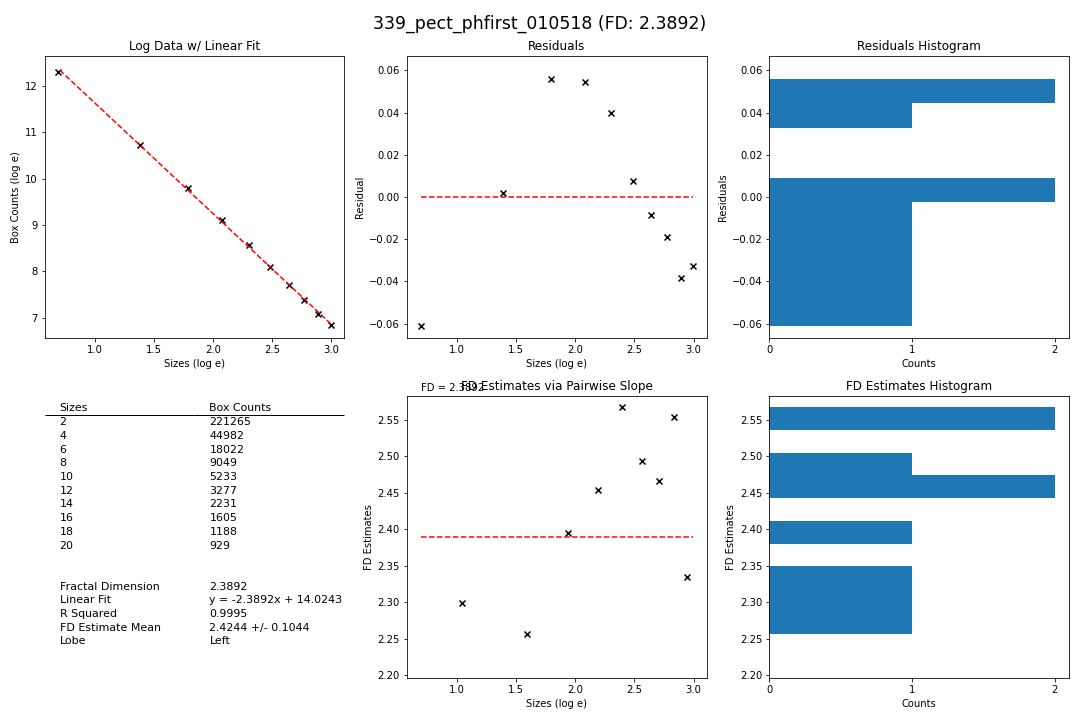 339_pect_phfirst_010518 (FD: 2.3892)
Log Data w/ Linear Fit
Box Counts (log e)
12
11
10
9
8
7
1.0 1.5 2.0 2.5 3.0
Sizes (log e)
Residuals
Residual
0.06
0.04
0.02
0.00
−0.02
−0.04
−0.06
1.0 1.5 2.0 2.5 3.0
Sizes (log e)
Residuals Histogram
Residuals
0.06
0.04
0.02
0.00
−0.02
−0.04
−0.06
0 1 2
Counts
Sizes Box Counts
2 221265
4 44982
6 18022
8 9049
10 5233
12 3277
14 2231
16 1605
18 1188
20 929
Fractal Dimension 2.3892
Linear Fit y = -2.3892x + 14.0243
R Squared 0.9995
FD Estimate Mean 2.4244 +/- 0.1044
Lobe Left
FD Estimates via Pairwise Slope
FD = 2.3892
FD Estimates
2.55
2.50
2.45
2.40
2.35
2.30
2.25
2.20
1.0 1.5 2.0 2.5 3.0
Sizes (log e)
FD Estimates Histogram
FD Estimates
2.55
2.50
2.45
2.40
2.35
2.30
2.25
2.20
0 1 2
Counts